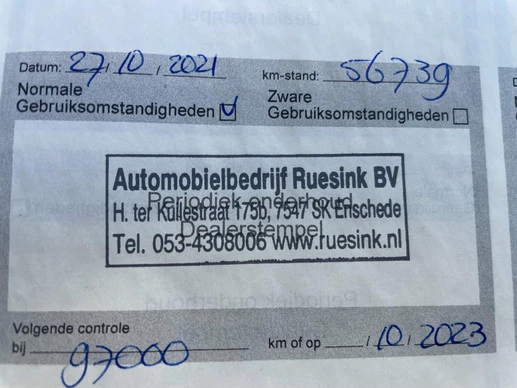 Dealerstempel
Datum: 27/10, 2021 km-stand: 56739
Normale Gebruiksomstandigheden ☑ Zware Gebruiksomstandigheden ☐
Automobielbedrijf Ruesink BV
Periodiek onderhoud
H. ter Kuilestraat 175b, 7547 SK Enschede
Dealerstempel
Tel. 053-4308006 www.ruesink.nl
Periodiek onderhoud
Volgende controle
bij 97000 km of op / 10, 2023